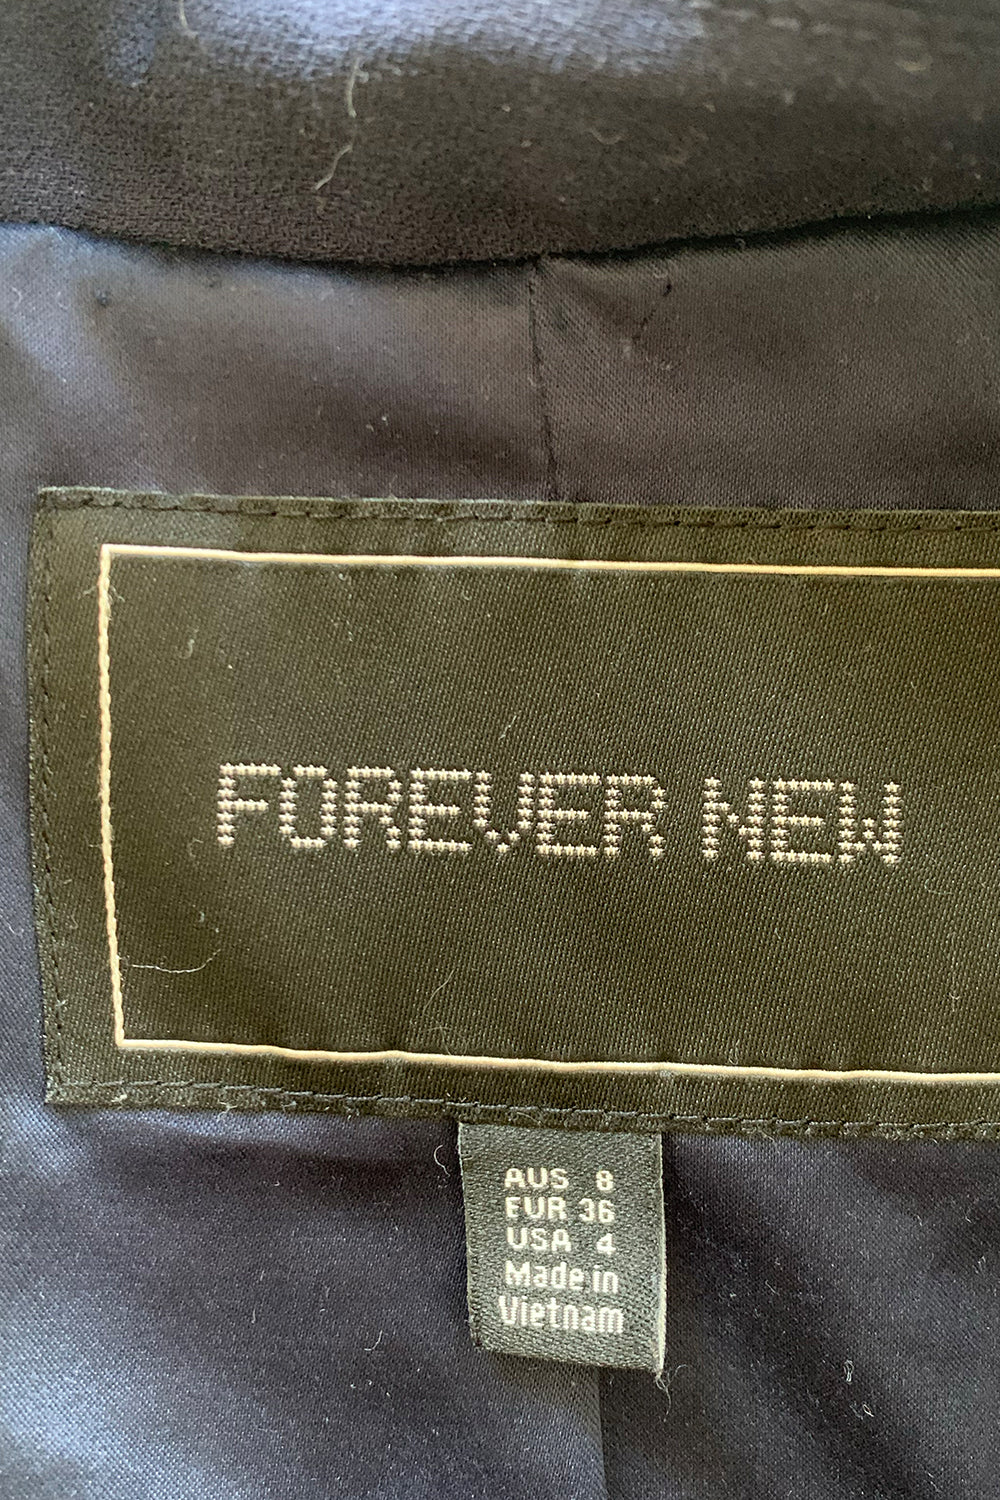 FOREVER NEW
AUS 8
EUR 36
USA 4
Made in
Vietnam